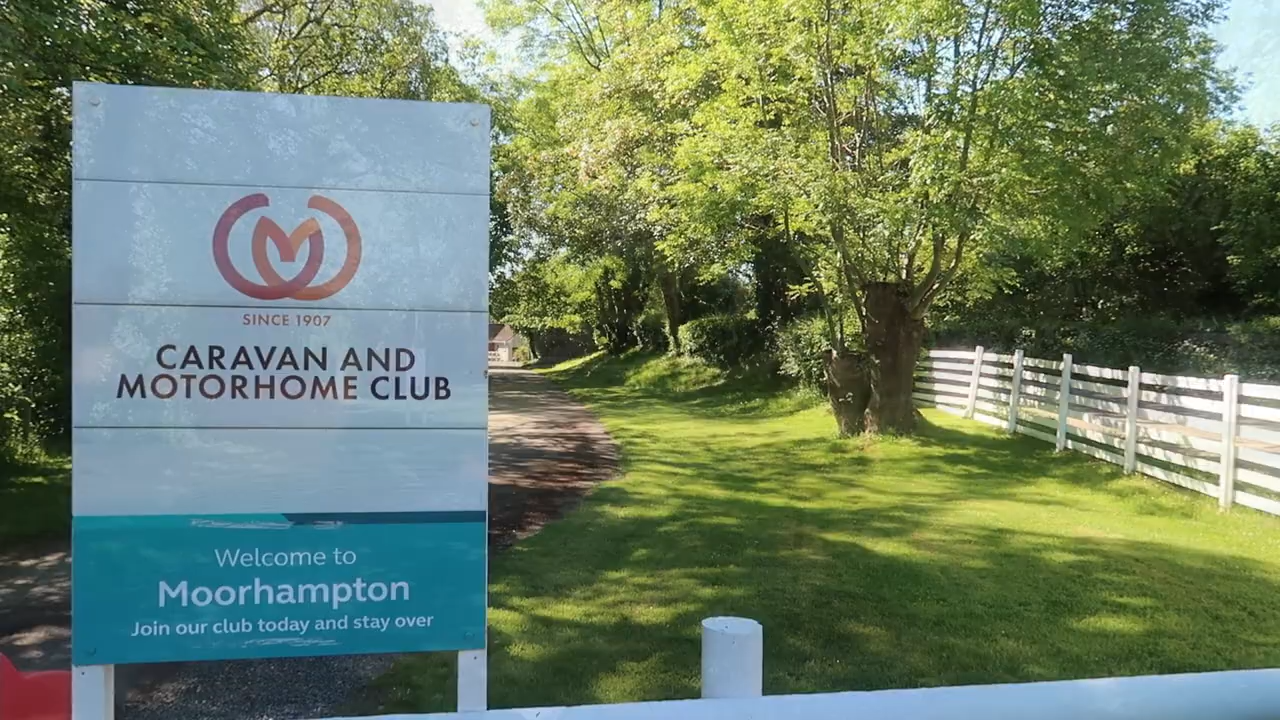 SINCE 1907
CARAVAN AND
MOTORHOME CLUB
Welcome to
Moorhampton
Join our club today and stay over